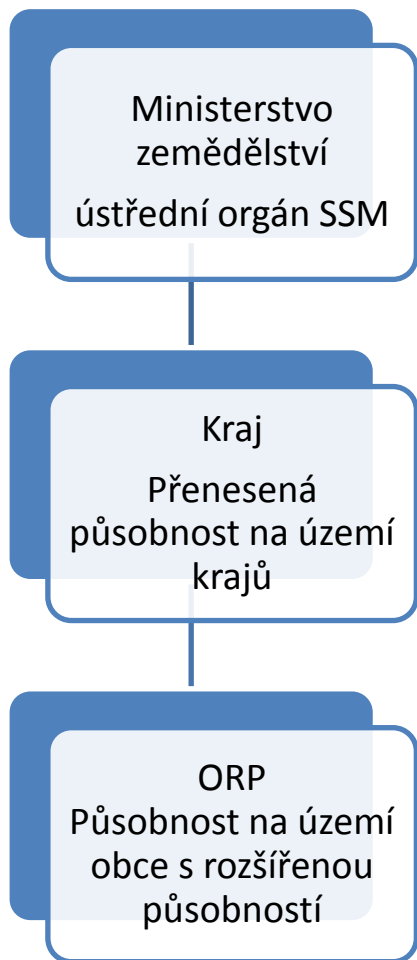 Ministerstvo
zemědělství
ústřední orgán SSM
Kraj
Přenesená
působnost na území
krajů
ORP
Působnost na území
obce s rozšířenou
působností